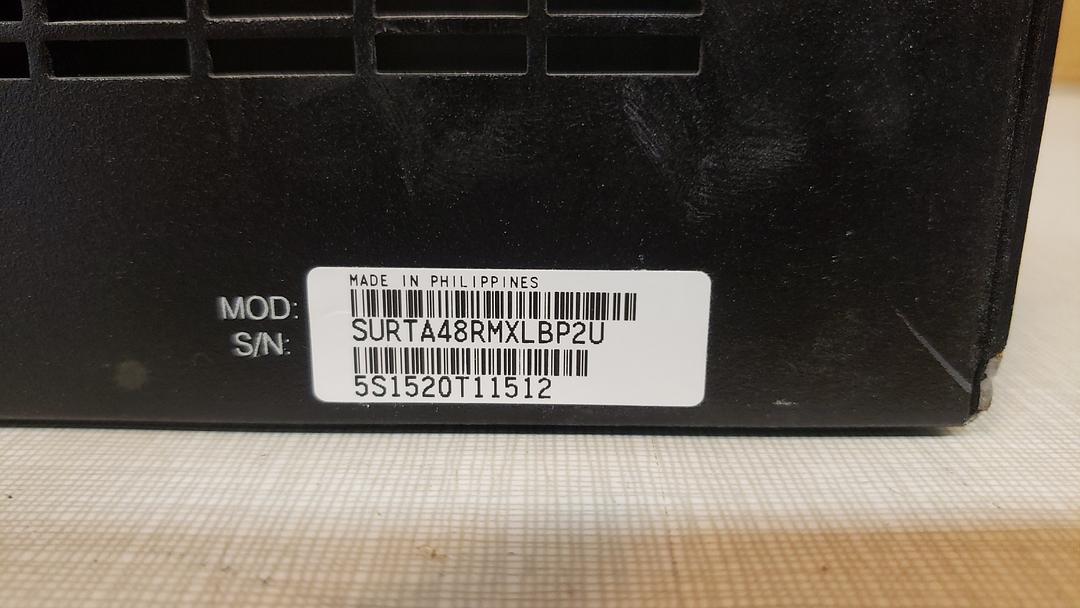 MADE IN PHILIPPINES
MOD:
SURTA48RMXLBP2U
S/N:
5S1520T11512